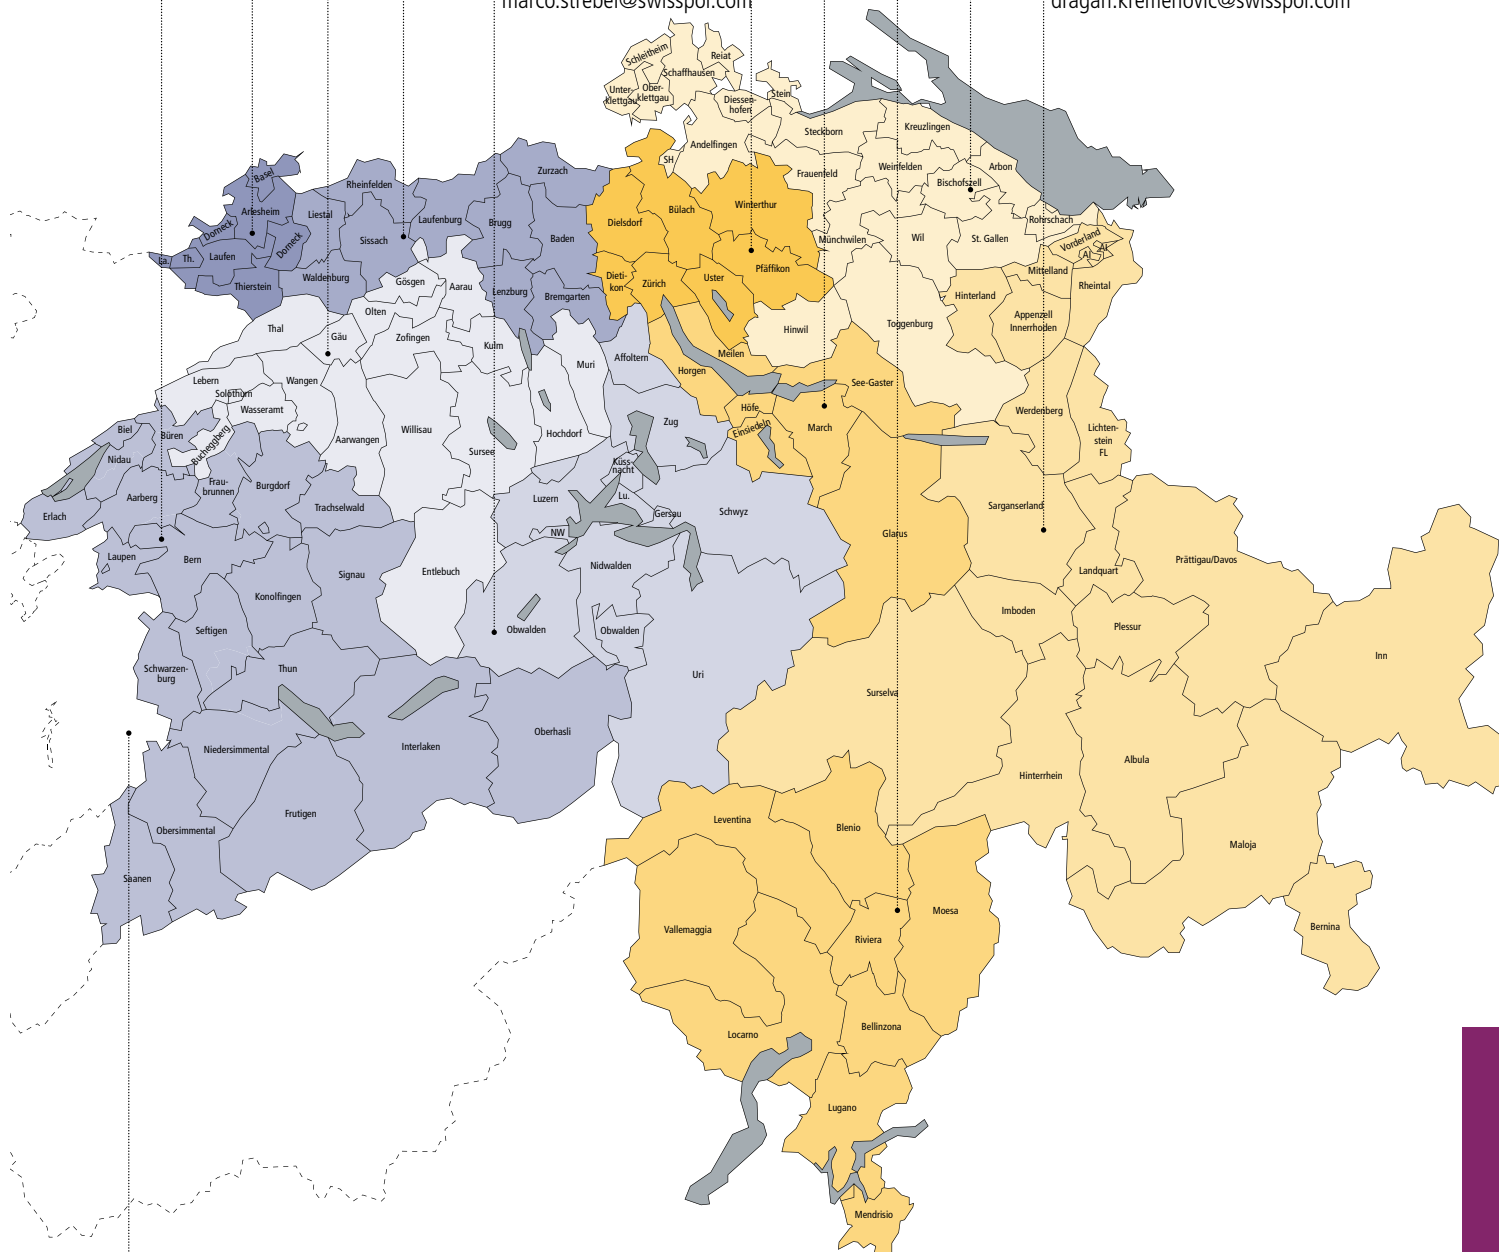 marco.strebel@swisspor.com
dragan.kremenovic@swisspor.com
Schleitheim
Reiat
Schaffhausen
Unter-
klettgau
Ober-
klettgau
Stein
Diessen-
hofen
Steckborn
Kreuzlingen
Andelfingen
SH
Frauenfeld
Weinfelden
Arbon
Bischofszell
Zurzach
Basel
Rheinfelden
Arlesheim
Liestal
Laufenburg
Brugg
Dielsdorf
Bülach
Winterthur
Rohrschach
Dorneck
Dorneck
Sissach
Baden
Münchwilen
Wil
St. Gallen
Vorderland
AI
AI
La.
Th.
Laufen
Thierstein
Waldenburg
Gösgen
Aarau
Lenzburg
Bremgarten
Dieti-
kon
Zürich
Uster
Pfäffikon
Mittelland
Hinterland
Rheintal
Appenzell
Innerrhoden
Toggenburg
Hinwil
Thal
Gäu
Olten
Zofingen
Kulm
Muri
Affoltern
Meilen
Horgen
See-Gaster
Lebern
Solothurn
Wangen
Wasseramt
Werdenberg
Höfe
Einsiedeln
March
Lichten-
stein
FL
Biel
Büren
Bucheggberg
Aarwangen
Willisau
Hochdorf
Zug
Sursee
Nidau
Küss-
nacht
Aarberg
Frau-
brunnen
Burgdorf
Trachselwald
Luzern
Lu.
Gersau
Schwyz
Sarganserland
Erlach
NW
Glarus
Laupen
Bern
Signau
Entlebuch
Nidwalden
Landquart
Prättigau/Davos
Konolfingen
Imboden
Plessur
Seftigen
Obwalden
Obwalden
Inn
Schwarzen-
burg
Thun
Uri
Surselva
Niedersimmental
Interlaken
Oberhasli
Hinterrhein
Albula
Frutigen
Leventina
Blenio
Obersimmental
Maloja
Saanen
Moesa
Vallemaggia
Riviera
Bernina
Locarno
Bellinzona
Lugano
Mendrisio